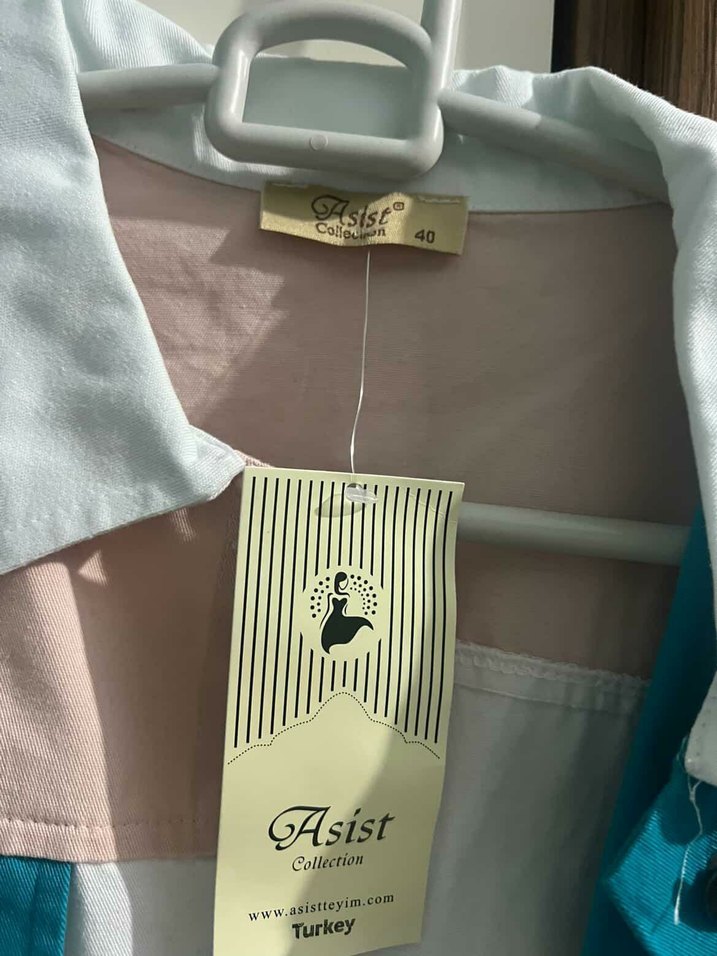 Asist®
Collection 40
Asist
Collection
www.asistteyim.com
Turkey